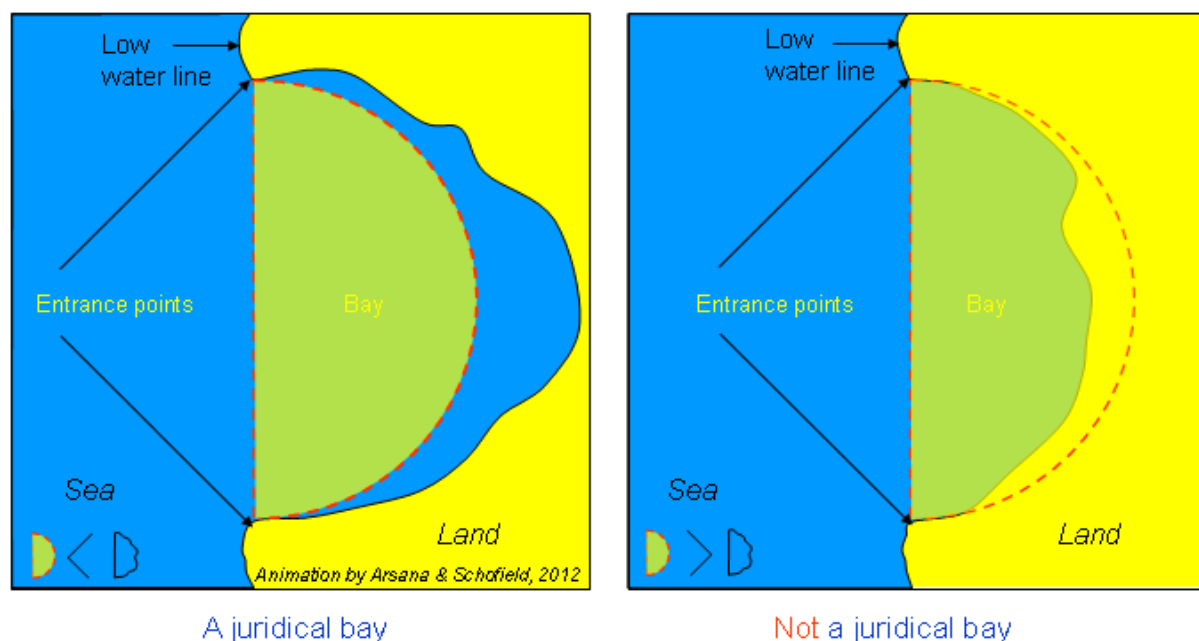 Low
water line
Entrance points
Bay
Sea
Land
Animation by Arsana & Schofield, 2012
A juridical bay
Low
water line
Entrance points
Bay
Sea
Land
Not a juridical bay